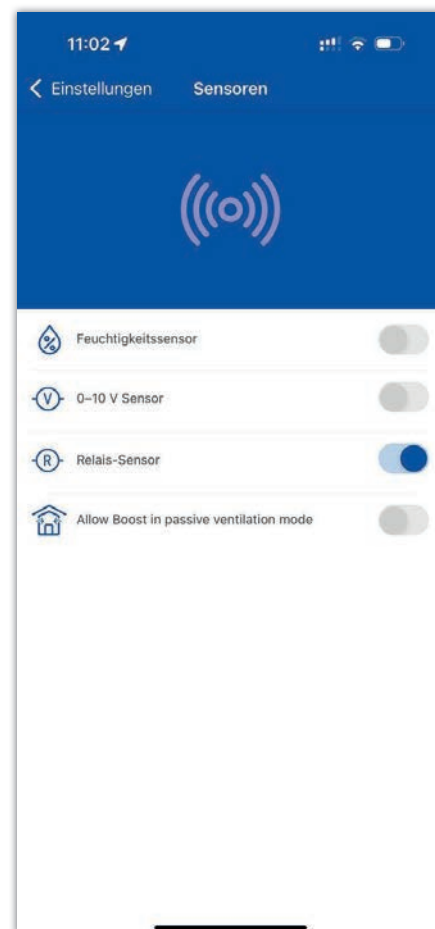 11:02
Einstellungen
Sensoren
%
Feuchtigkeitssensor
V
0–10 V Sensor
R
Relais-Sensor
Allow Boost in passive ventilation mode